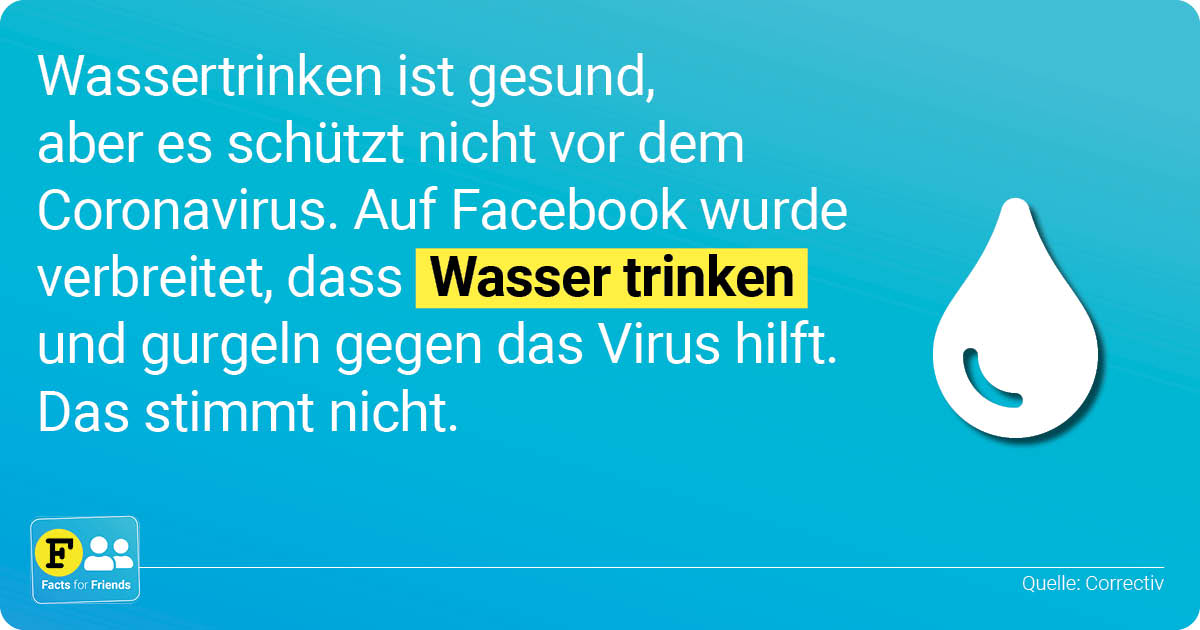 Wassertrinken ist gesund,
aber es schützt nicht vor dem
Coronavirus. Auf Facebook wurde
verbreitet, dass Wasser trinken
und gurgeln gegen das Virus hilft.
Das stimmt nicht.
F
Facts for Friends
Quelle: Correctiv